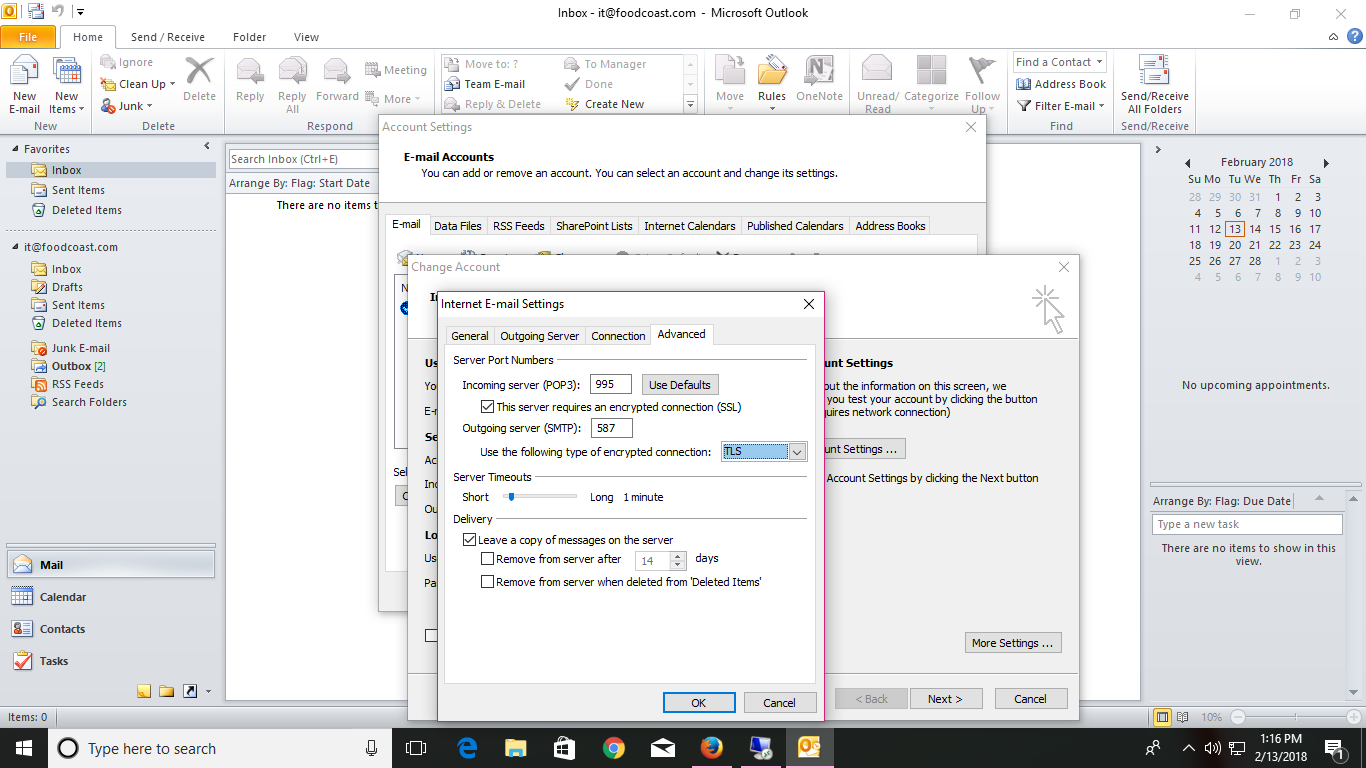 Inbox - it@foodcoast.com - Microsoft Outlook
File Home Send / Receive Folder View
New E-mail
New Items
New
Ignore
Clean Up
Junk
Delete
Delete
Reply
Reply All
Forward
Meeting
More
Respond
Move to: ?
Team E-mail
Reply & Delete
To Manager
Done
Create New
Move
Rules
OneNote
Unread/ Read
Categorize
Follow Up
Find a Contact
Address Book
Filter E-mail
Find
Send/Receive All Folders
Send/Receive
Favorites
Inbox
Sent Items
Deleted Items
it@foodcoast.com
Inbox
Drafts
Sent Items
Deleted Items
Junk E-mail
Outbox [2]
RSS Feeds
Search Folders
Mail
Calendar
Contacts
Tasks
Search Inbox (Ctrl+E)
Arrange By: Flag: Start Date
There are no items t
Account Settings
E-mail Accounts
You can add or remove an account. You can select an account and change its settings.
E-mail Data Files RSS Feeds SharePoint Lists Internet Calendars Published Calendars Address Books
Change Account
Internet E-mail Settings
General Outgoing Server Connection Advanced
Server Port Numbers
Incoming server (POP3): 995 Use Defaults
This server requires an encrypted connection (SSL)
Outgoing server (SMTP): 587
Use the following type of encrypted connection: TLS
Server Timeouts
Short Long 1 minute
Delivery
Leave a copy of messages on the server
Remove from server after 14 days
Remove from server when deleted from 'Deleted Items'
OK Cancel
unt Settings
out the information on this screen, we
you test your account by clicking the button
quires network connection)
unt Settings ...
Account Settings by clicking the Next button
More Settings ...
< Back Next > Cancel
February 2018
Su Mo Tu We Th Fr Sa
28 29 30 31 1 2 3
4 5 6 7 8 9 10
11 12 13 14 15 16 17
18 19 20 21 22 23 24
25 26 27 28 1 2 3
4 5 6 7 8 9 10
No upcoming appointments.
Arrange By: Flag: Due Date
Type a new task
There are no items to show in this
view.
Items: 0
10%
Type here to search
1:16 PM
2/13/2018
1